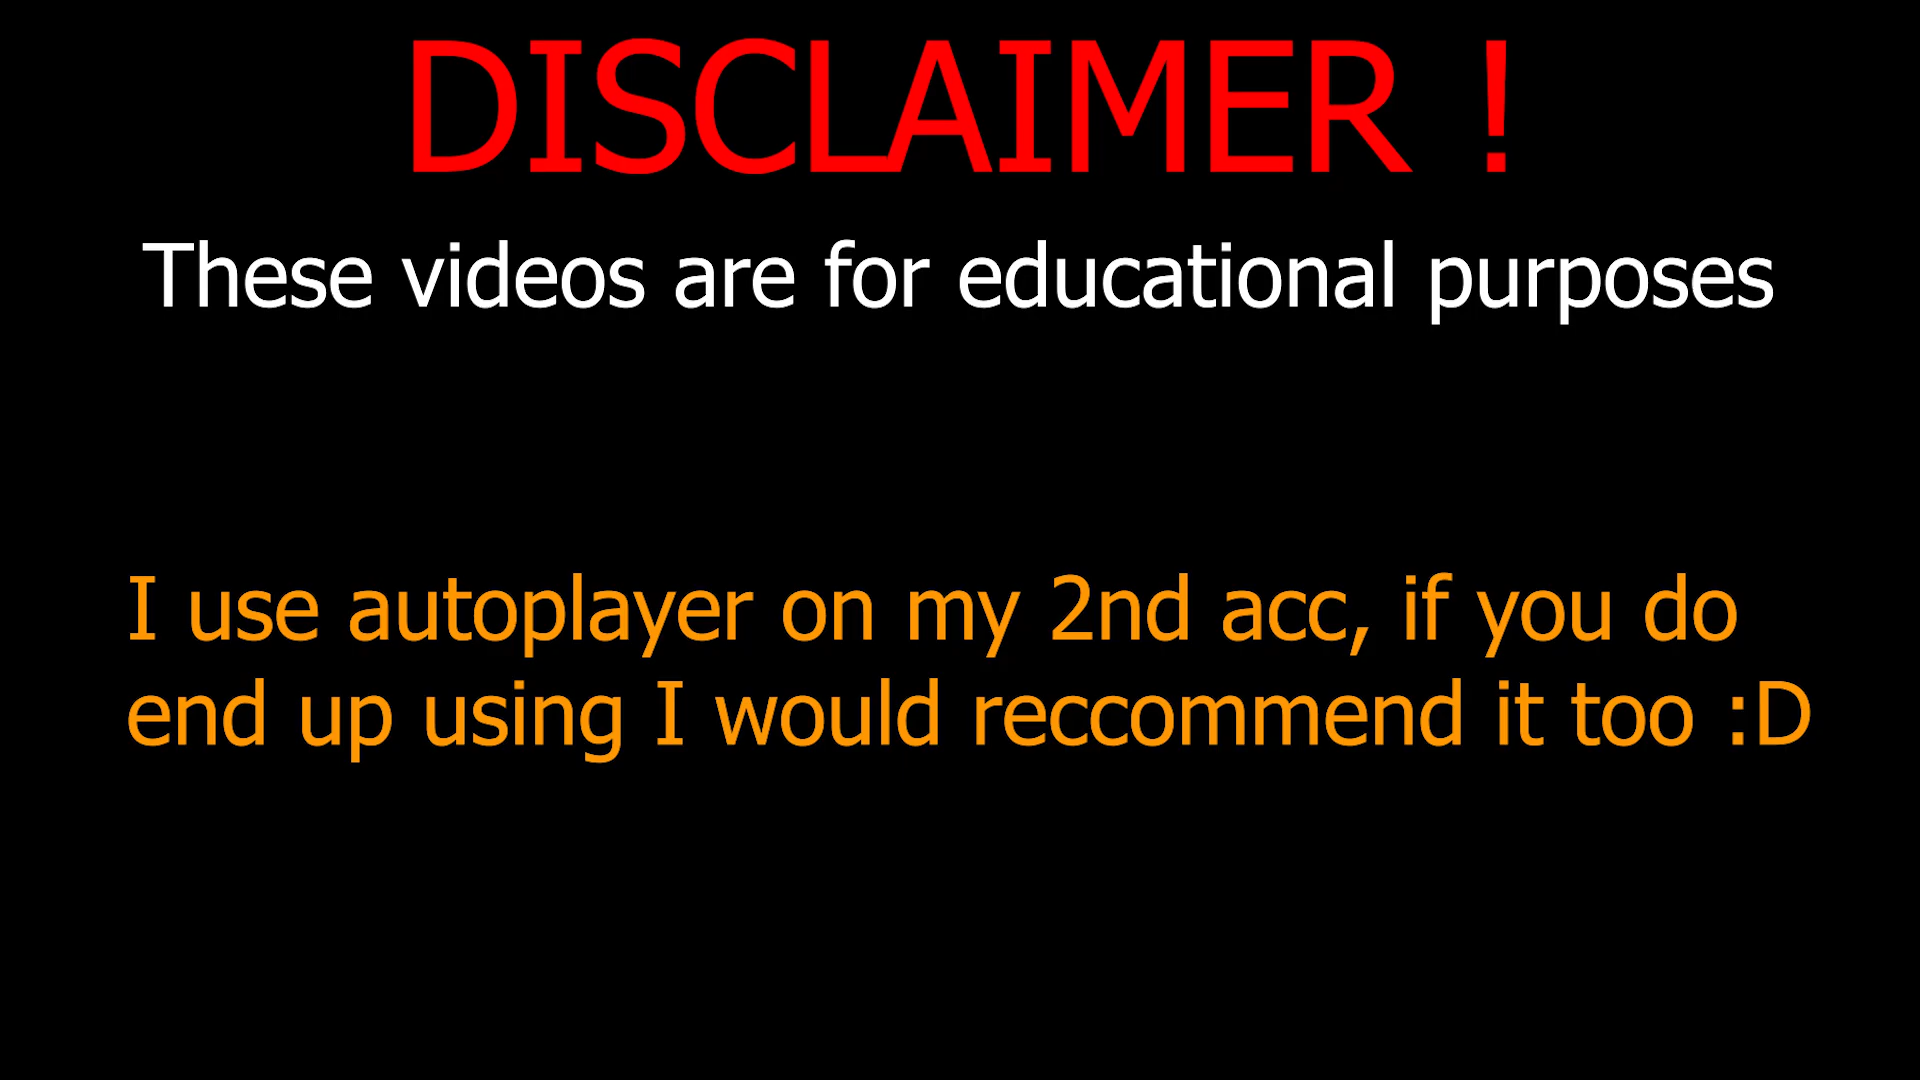 DISCLAIMER !
These videos are for educational purposes
I use autoplayer on my 2nd acc, if you do
end up using I would reccommend it too :D